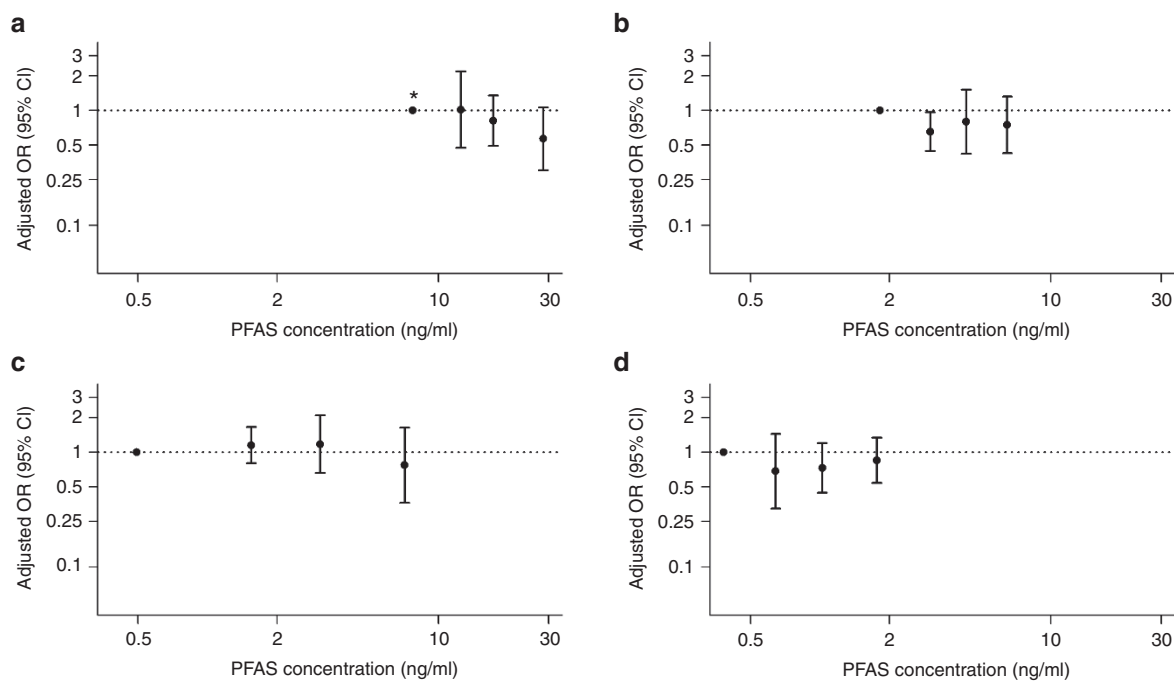 a
Adjusted OR (95% CI)
3
2
1
0.5
0.25
0.1
*
0.5 2 10 30
PFAS concentration (ng/ml)
b
Adjusted OR (95% CI)
3
2
1
0.5
0.25
0.1
0.5 2 10 30
PFAS concentration (ng/ml)
c
Adjusted OR (95% CI)
3
2
1
0.5
0.25
0.1
0.5 2 10 30
PFAS concentration (ng/ml)
d
Adjusted OR (95% CI)
3
2
1
0.5
0.25
0.1
0.5 2 10 30
PFAS concentration (ng/ml)